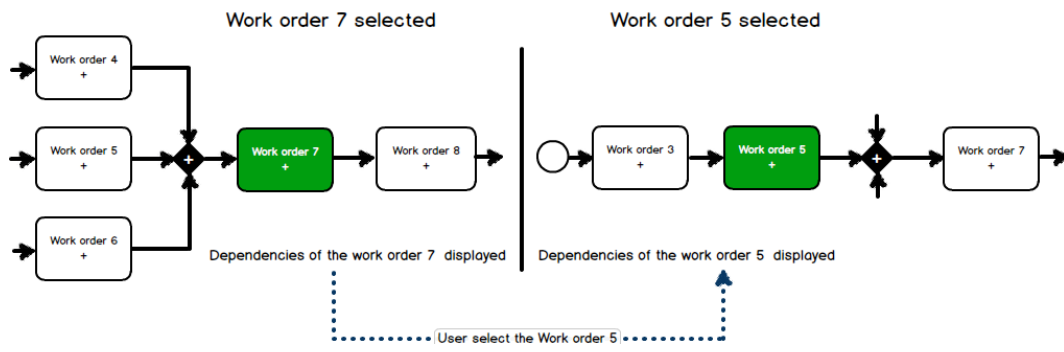 Work order 7 selected
Work order 5 selected
Work order 4
+
Work order 5
+
Work order 6
+
+
Work order 7
+
Work order 8
+
Work order 3
+
Work order 5
+
+
Work order 7
+
Dependencies of the work order 7 displayed
Dependencies of the work order 5 displayed
User select the Work order 5